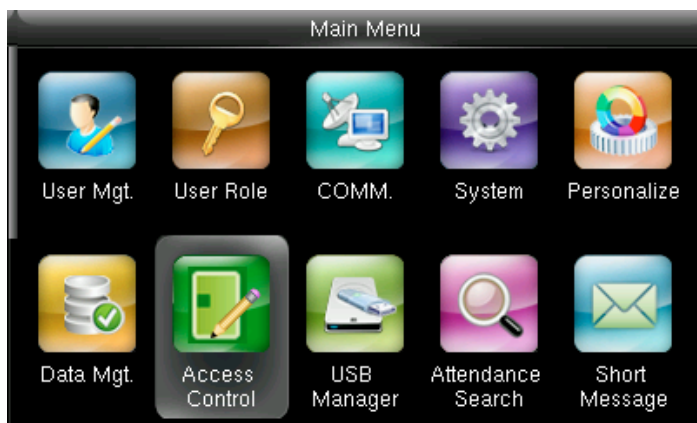 Main Menu
User Mgt.
User Role
COMM.
System
Personalize
Data Mgt.
Access
Control
USB
Manager
Attendance
Search
Short
Message